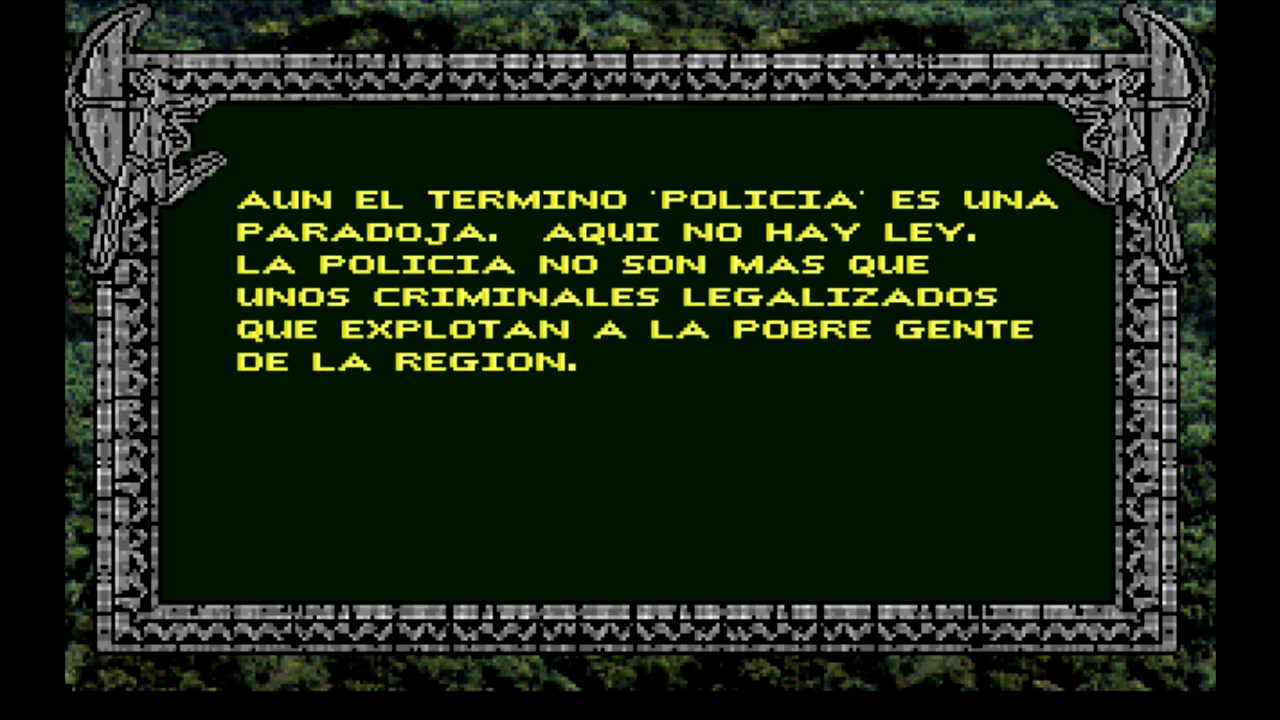 AUN EL TERMINO 'POLICIA' ES UNA
PARADOJA. AQUI NO HAY LEY.
LA POLICIA NO SON MAS QUE
UNOS CRIMINALES LEGALIZADOS
QUE EXPLOTAN A LA POBRE GENTE
DE LA REGION.